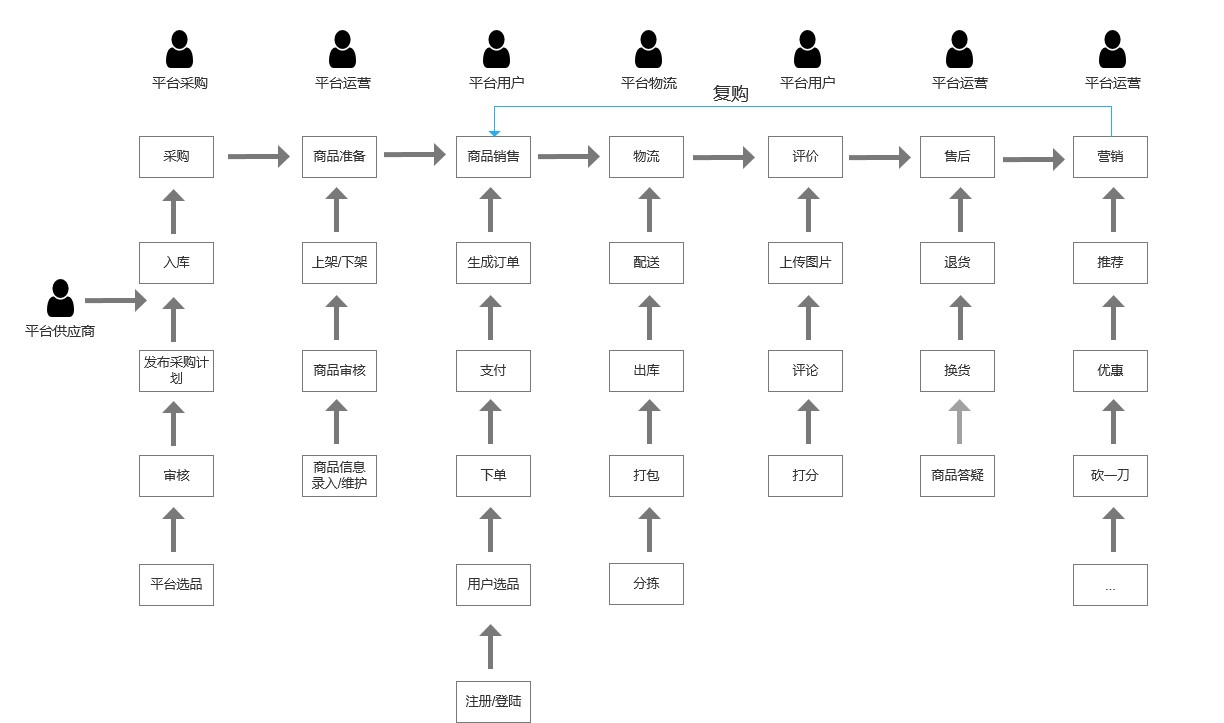 平台采购
平台运营
平台用户
平台物流
平台用户
平台运营
平台运营
复购
采购
商品准备
商品销售
物流
评价
售后
营销
入库
上架/下架
生成订单
配送
上传图片
退货
推荐
平台供应商
发布采购计
划
商品审核
支付
出库
评论
换货
优惠
审核
商品信息
录入/维护
下单
打包
打分
商品答疑
砍一刀
平台选品
用户选品
分拣
...
注册/登陆